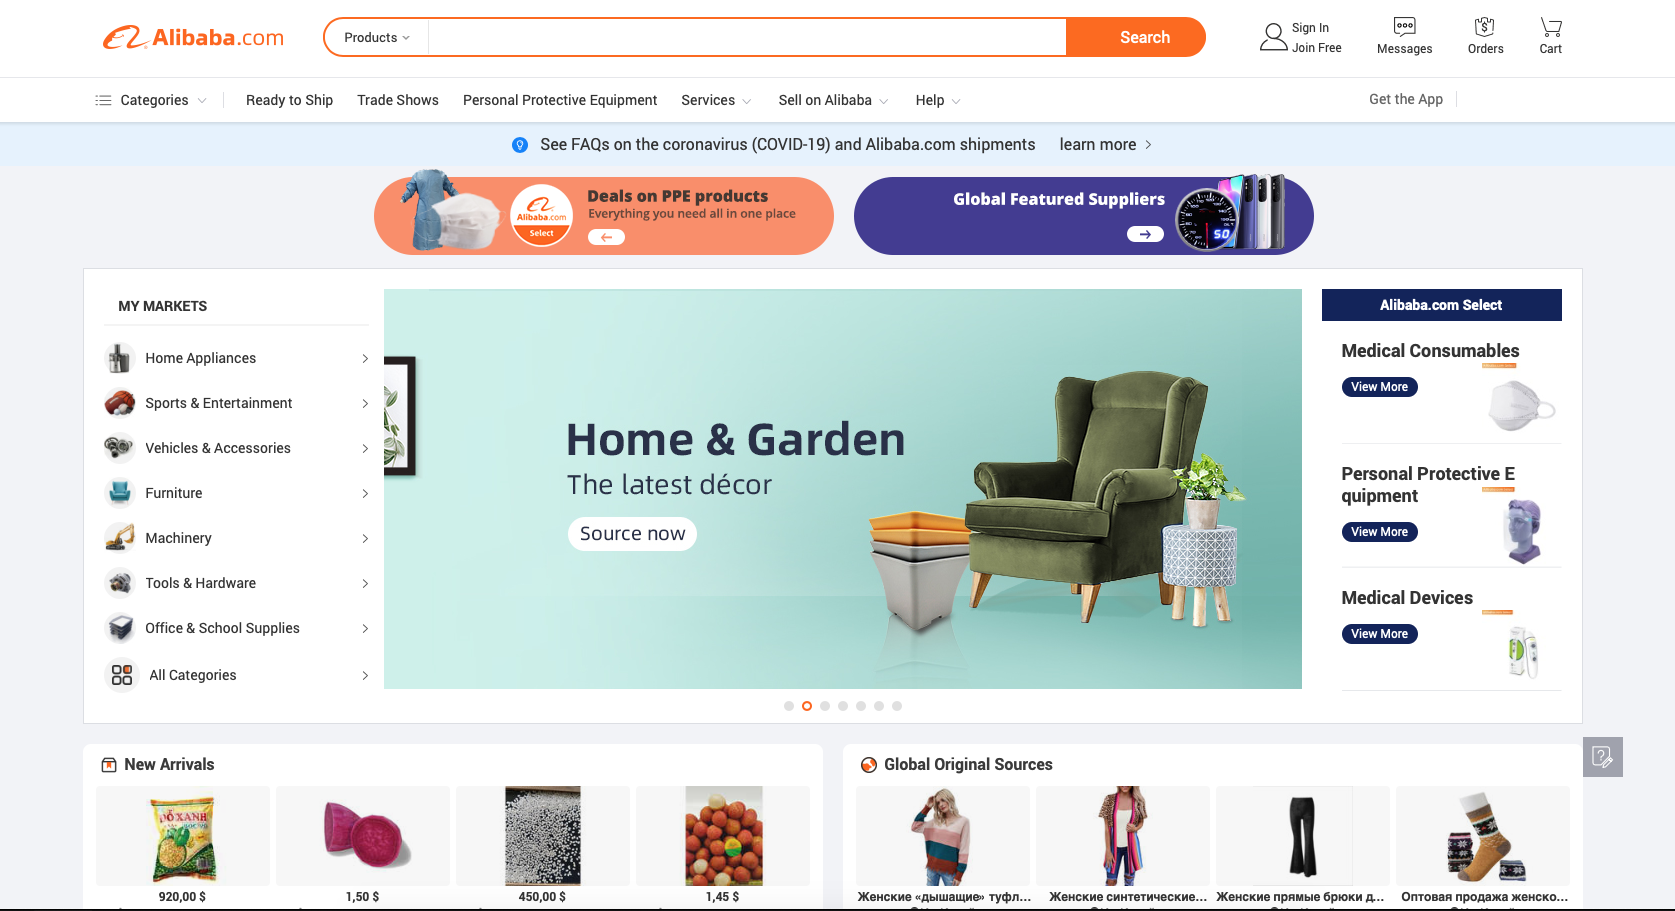 Alibaba.com
Products
Search
Sign In
Join Free
Messages
Orders
Cart
Categories
Ready to Ship
Trade Shows
Personal Protective Equipment
Services
Sell on Alibaba
Help
Get the App
See FAQs on the coronavirus (COVID-19) and Alibaba.com shipments
learn more
Alibaba.com
Select
Deals on PPE products
Everything you need all in one place
Global Featured Suppliers
50
MY MARKETS
Home Appliances
Sports & Entertainment
Vehicles & Accessories
Furniture
Machinery
Tools & Hardware
Office & School Supplies
All Categories
Home & Garden
The latest décor
Source now
Alibaba.com Select
Medical Consumables
View More
Personal Protective E
quipment
View More
Medical Devices
View More
New Arrivals
ĐỖ XANH
920,00 $
1,50 $
450,00 $
1,45 $
Global Original Sources
Женские «дышащие» туфл...
Женские синтетические...
Женские прямые брюки д...
Оптовая продажа женско...